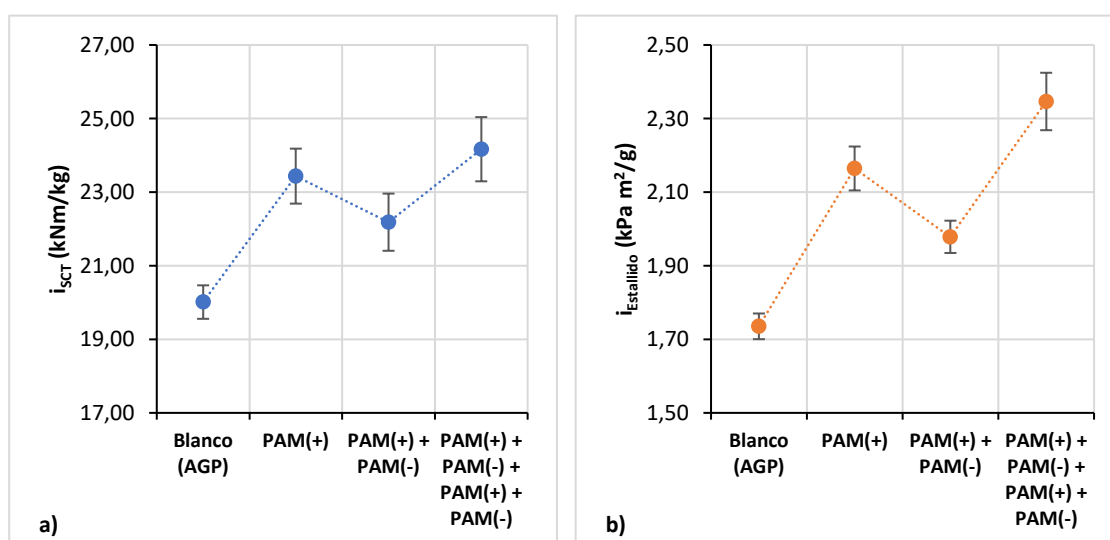 27,00
25,00
23,00
21,00
19,00
17,00
i_SCT (kNm/kg)
Blanco
(AGP)
PAM(+)
PAM(+) +
PAM(-)
PAM(+) +
PAM(-) +
PAM(+) +
PAM(-)
a)
2,50
2,30
2,10
1,90
1,70
1,50
i_Estallido (kPa m²/g)
Blanco
(AGP)
PAM(+)
PAM(+) +
PAM(-)
PAM(+) +
PAM(-) +
PAM(+) +
PAM(-)
b)